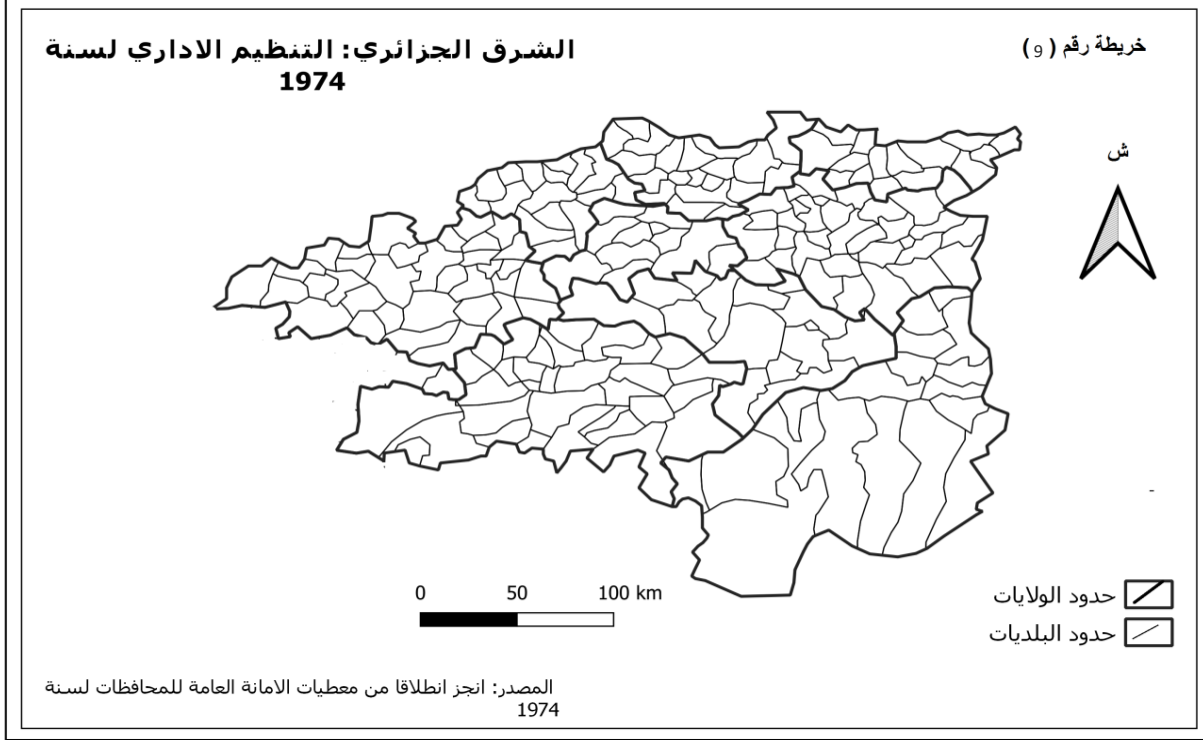 خريطة رقم ( 9 )
الشرق الجزائري: التنظيم الاداري لسنة
1974
ش
0 50 100 km
حدود الولايات
حدود البلديات
المصدر: انجز انطلاقا من معطيات الامانة العامة للمحافظات لسنة
1974